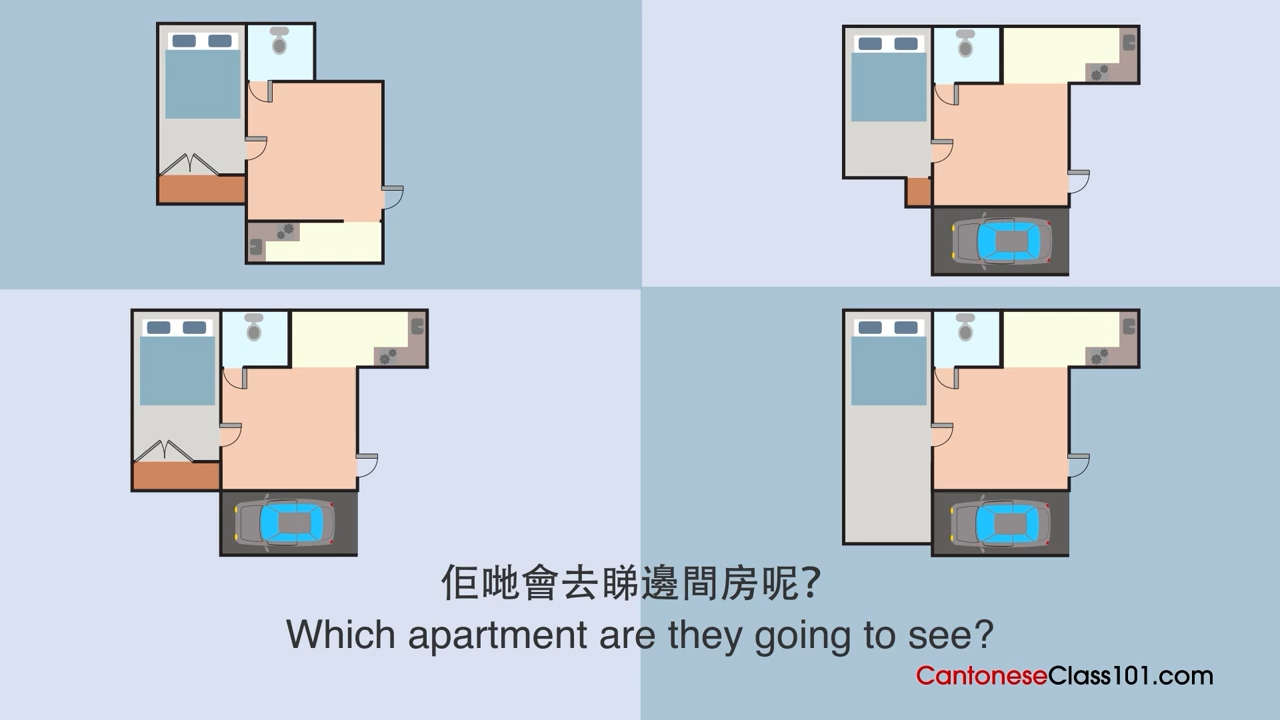 佢哋會去睇邊間房呢?
Which apartment are they going to see?
CantoneseClass101.com